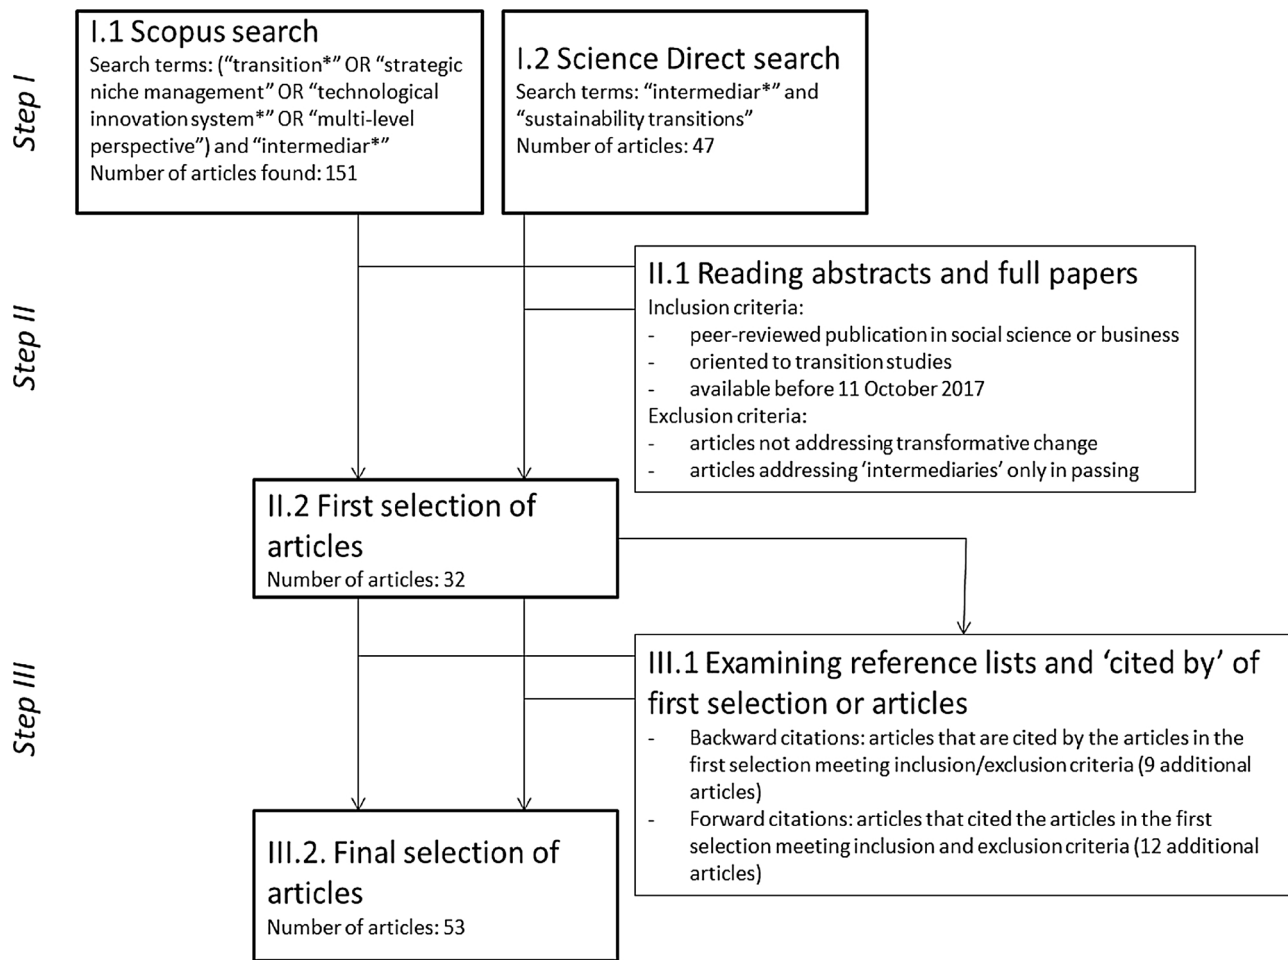 Step I
I.1 Scopus search
Search terms: (“transition*” OR “strategic
niche management” OR “technological
innovation system*” OR “multi-level
perspective”) and “intermediar*”
Number of articles found: 151
I.2 Science Direct search
Search terms: “intermediar*” and
“sustainability transitions”
Number of articles: 47
Step II
II.1 Reading abstracts and full papers
Inclusion criteria:
- peer-reviewed publication in social science or business
- oriented to transition studies
- available before 11 October 2017
Exclusion criteria:
- articles not addressing transformative change
- articles addressing ‘intermediaries’ only in passing
II.2 First selection of
articles
Number of articles: 32
Step III
III.1 Examining reference lists and ‘cited by’ of
first selection or articles
- Backward citations: articles that are cited by the articles in the
first selection meeting inclusion/exclusion criteria (9 additional
articles)
- Forward citations: articles that cited the articles in the first
selection meeting inclusion and exclusion criteria (12 additional
articles)
III.2. Final selection of
articles
Number of articles: 53